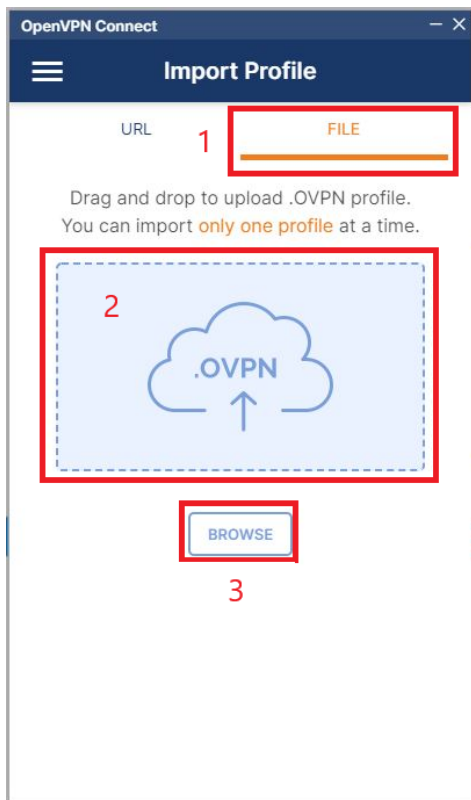 OpenVPN Connect
Import Profile
URL
1
FILE
Drag and drop to upload .OVPN profile.
You can import only one profile at a time.
2
.OVPN
BROWSE
3